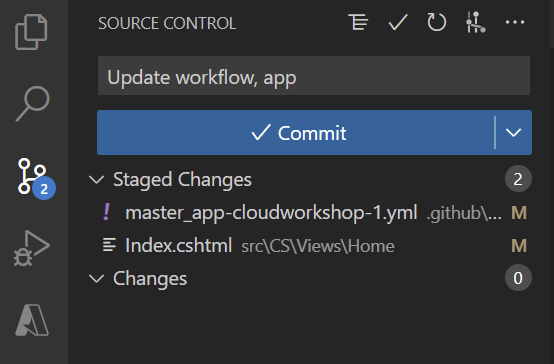 SOURCE CONTROL
Update workflow, app
Commit
2
Staged Changes 2
! master_app-cloudworkshop-1.yml .github\... M
Index.cshtml src\CS\Views\Home M
Changes 0